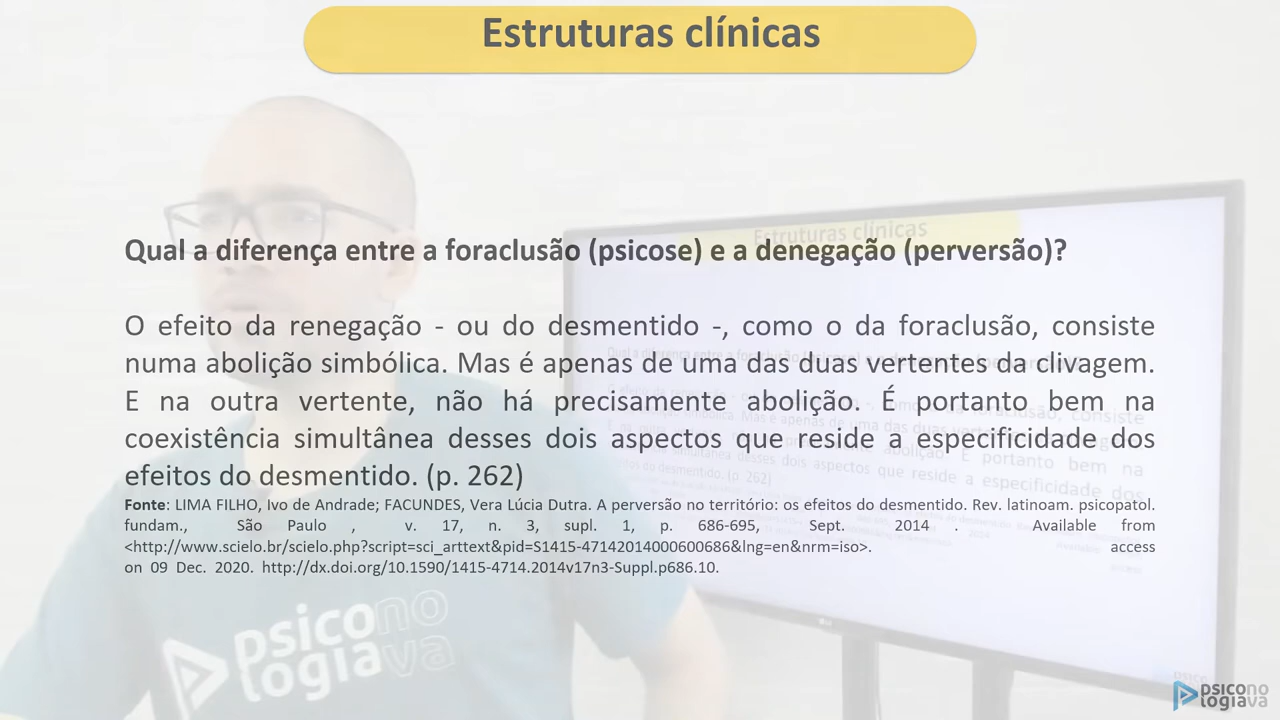 Estruturas clínicas
Qual a diferença entre a foraclusão (psicose) e a denegação (perversão)?
O efeito da renegação - ou do desmentido -, como o da foraclusão, consiste
numa abolição simbólica. Mas é apenas de uma das duas vertentes da clivagem.
E na outra vertente, não há precisamente abolição. É portanto bem na
coexistência simultânea desses dois aspectos que reside a especificidade dos
efeitos do desmentido. (p. 262)
Fonte: LIMA FILHO, Ivo de Andrade; FACUNDES, Vera Lúcia Dutra. A perversão no território: os efeitos do desmentido. Rev. latinoam. psicopatol.
fundam., São Paulo , v. 17, n. 3, supl. 1, p. 686-695, Sept. 2014 . Available from
<http://www.scielo.br/scielo.php?script=sci_arttext&pid=S1415-47142014000600686&lng=en&nrm=iso>. access
on 09 Dec. 2020. http://dx.doi.org/10.1590/1415-4714.2014v17n3-Suppl.p686.10.
Estruturas clínicas
psicono
logiava
psicono
logiava